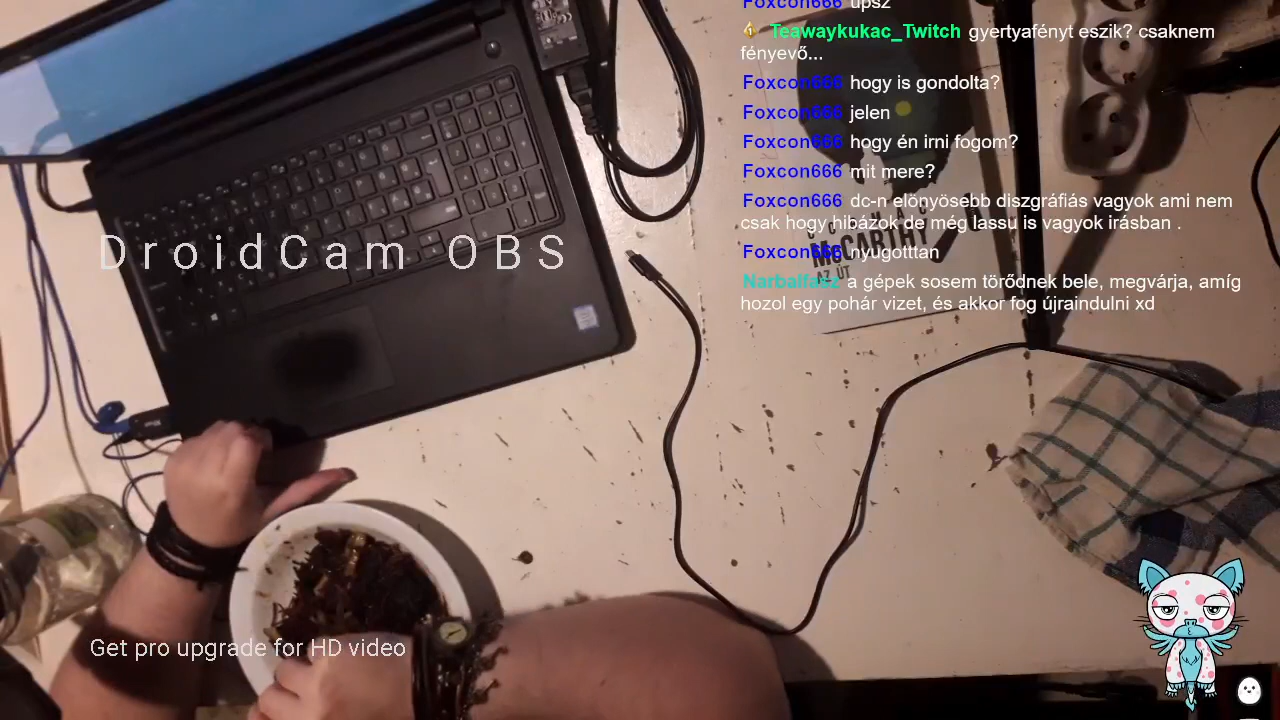 Foxcon666 upsz
Teawaykukac_Twitch gyertyafényt eszik? csaknem
fényevő...
Foxcon666 hogy is gondolta?
Foxcon666 jelen
Foxcon666 hogy én irni fogom?
Foxcon666 mit mere?
Foxcon666 dc-n elönyösebb diszgráfiás vagyok ami nem
csak hogy hibázok de még lassu is vagyok irásban .
Foxcon666 nyugotttan
Narbalfasz a gépek sosem törődnek bele, megvárja, amíg
hozol egy pohár vizet, és akkor fog újraindulni xd
McCARTHY
AZ ÚT
DroidCam OBS
Get pro upgrade for HD video